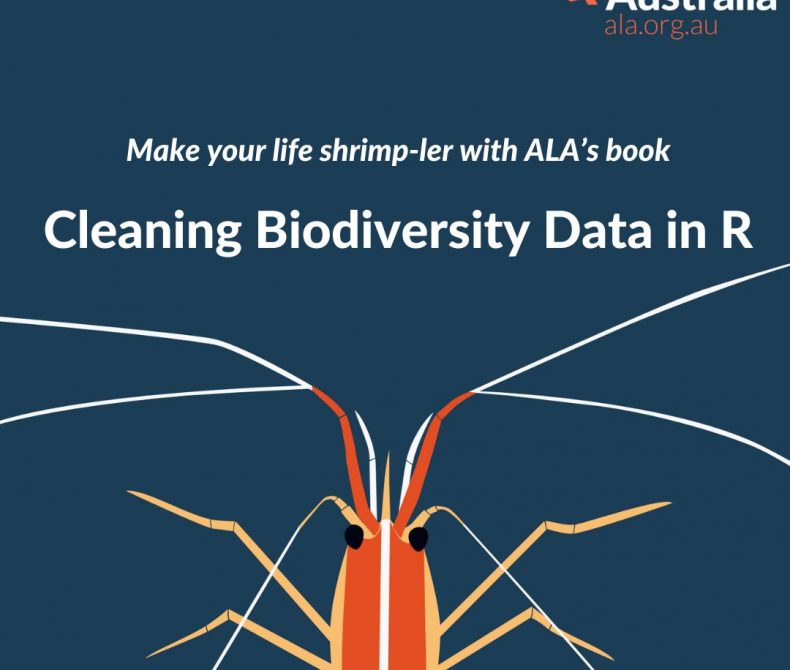 Australia
ala.org.au
Make your life shrimp-ler with ALA’s book
Cleaning Biodiversity Data in R